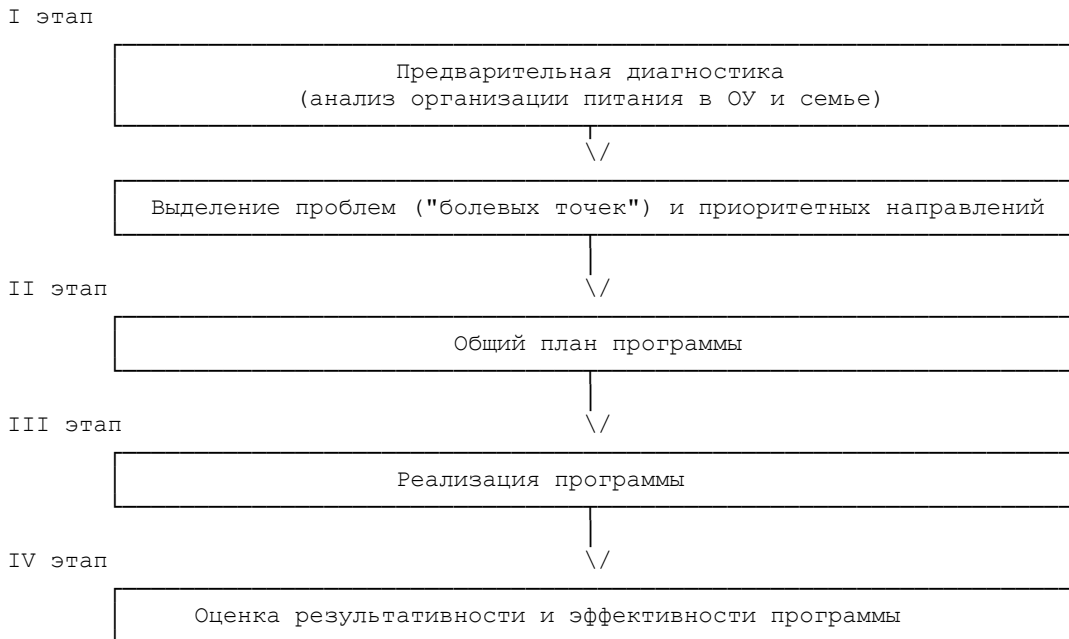 I этап
Предварительная диагностика
(анализ организации питания в ОУ и семье)
Выделение проблем ("болевых точек") и приоритетных направлений
II этап
Общий план программы
III этап
Реализация программы
IV этап
Оценка результативности и эффективности программы